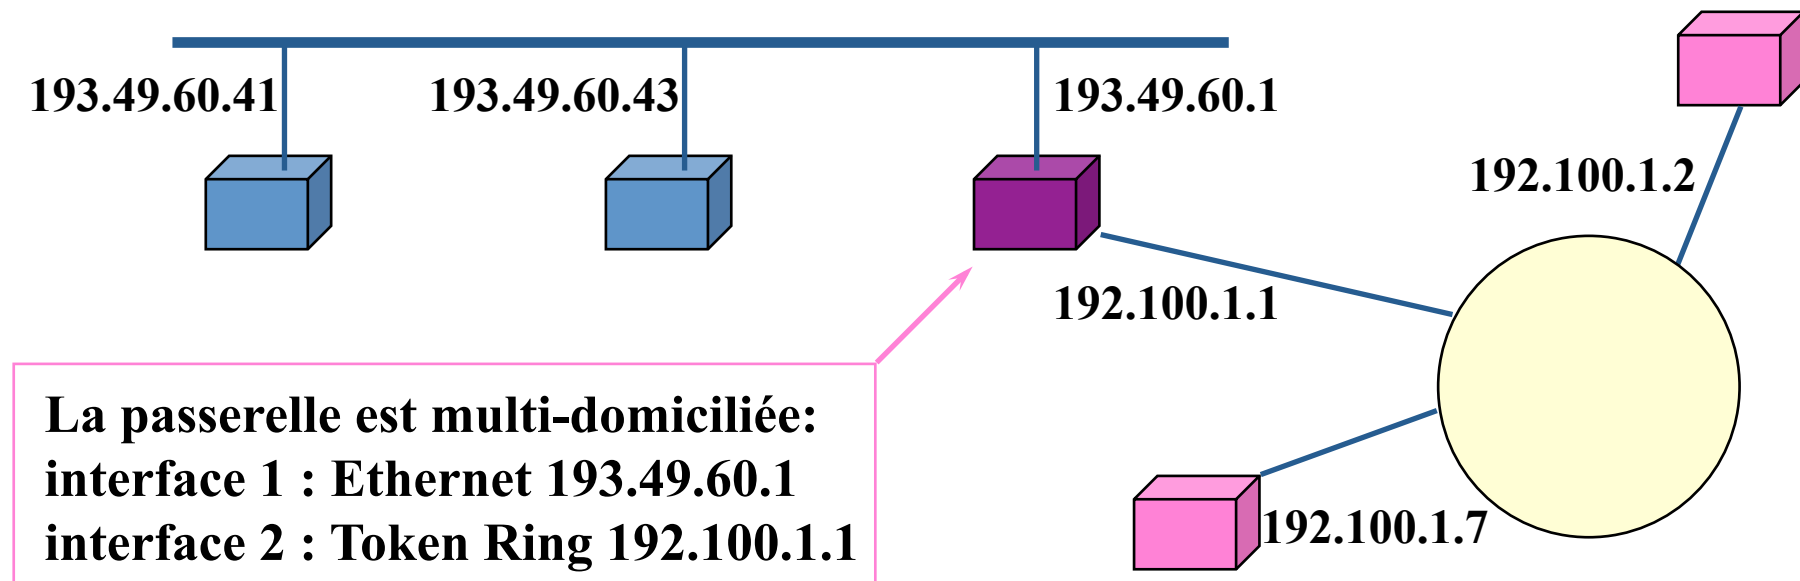 193.49.60.41
193.49.60.43
193.49.60.1
192.100.1.2
192.100.1.1
La passerelle est multi-domiciliée:
interface 1 : Ethernet 193.49.60.1
interface 2 : Token Ring 192.100.1.1
192.100.1.7